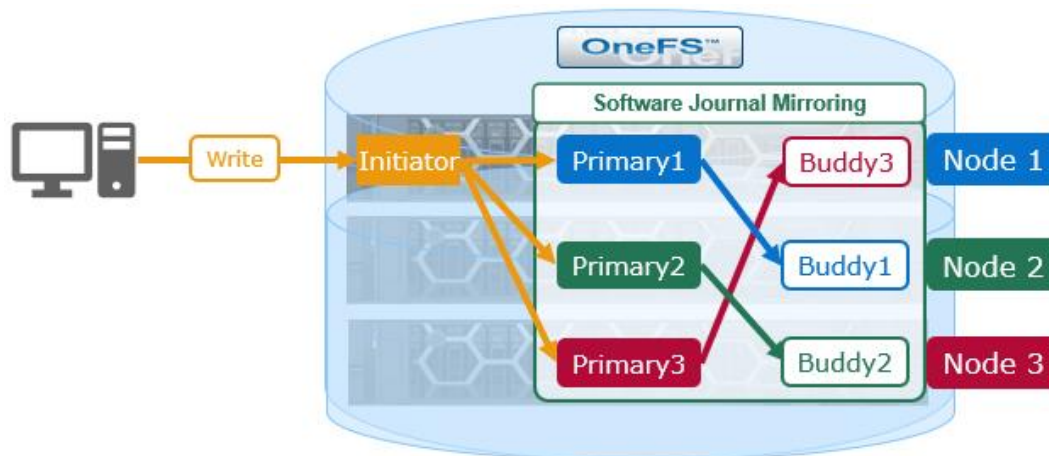 OneFS™
Software Journal Mirroring
Write
Initiator
Primary1
Buddy3
Node 1
Primary2
Buddy1
Node 2
Primary3
Buddy2
Node 3